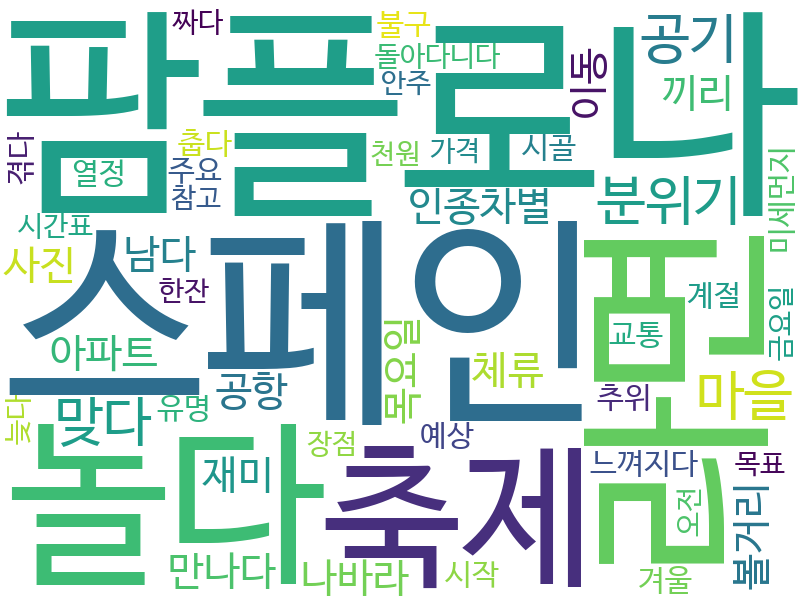 팜플로나
짜다
불구
돌아다니다
안주
이동
공기
끼리
겪다
열정
춥다
주요
참고
천원
가격
시골
인종차별
분위기
미세먼지
시간표
사진
남다
한잔
스페인
편
계절
교통
금요일
아파트
공항
목요일
체류
추위
마을
늦다
맞다
유명
장점
예상
론
느껴지다
목표
놀다
재미
축제
오전
볼거리
만나다
나바라
시작
겨울